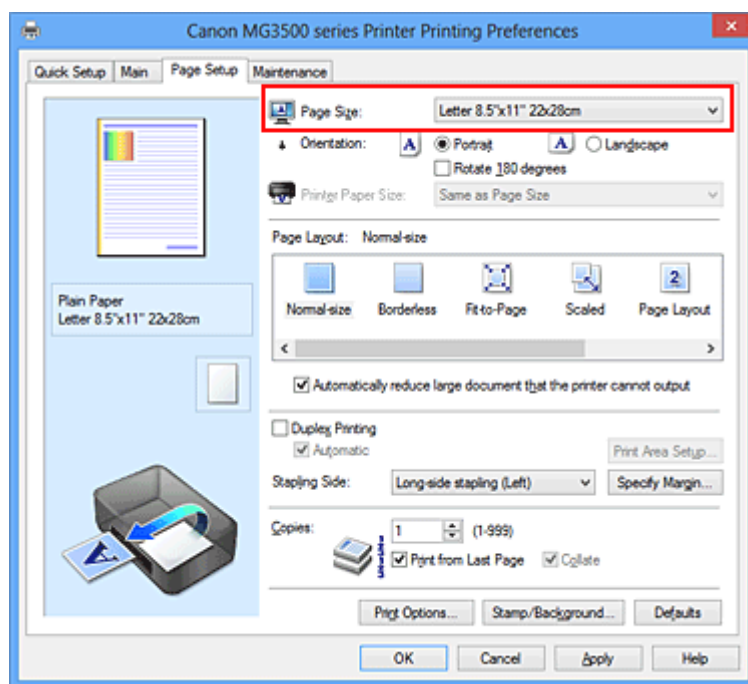 Canon MG3500 series Printer Printing Preferences
Quick Setup Main Page Setup Maintenance
Page Size: Letter 8.5"x11" 22x28cm
Orientation: A Portrait A Landscape
Rotate 180 degrees
Printer Paper Size: Same as Page Size
Page Layout: Normal-size
2
Normal-size Borderless Fit-to-Page Scaled Page Layout
Plain Paper
Letter 8.5"x11" 22x28cm
Automatically reduce large document that the printer cannot output
Duplex Printing
Automatic Print Area Setup...
Stapling Side: Long-side stapling (Left) Specify Margin...
Copies: 1 (1-999)
Print from Last Page Collate
A
Print Options... Stamp/Background... Defaults
OK Cancel Apply Help